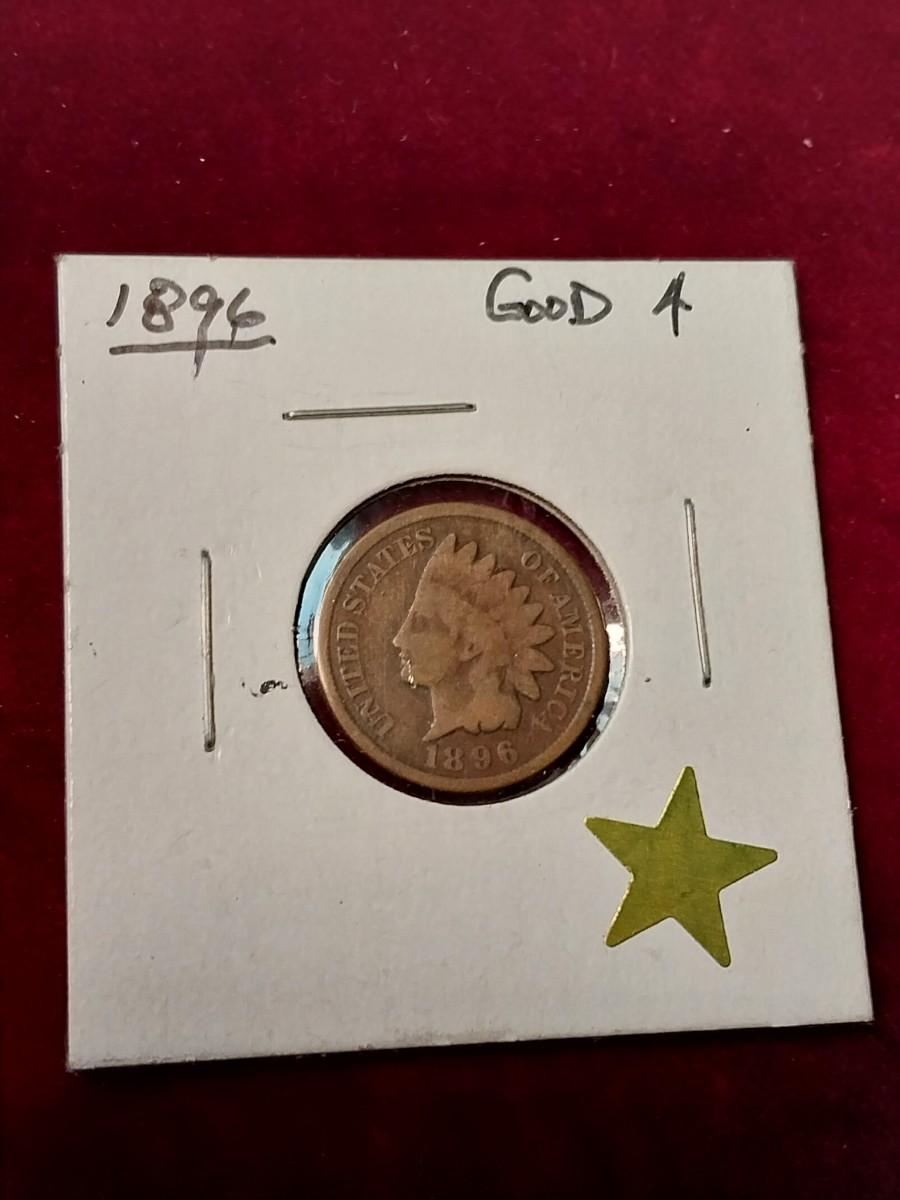 1896 GOOD 4
UNITED STATES OF AMERICA
1896